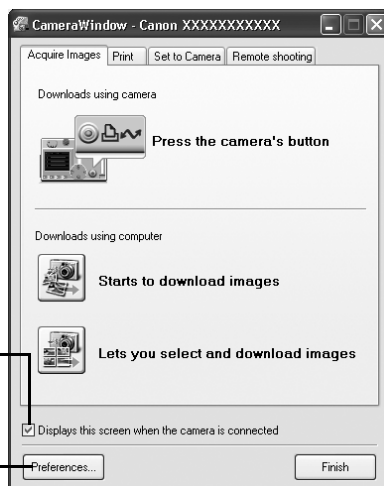 CameraWindow - Canon XXXXXXXXXXX
Acquire Images Print Set to Camera Remote shooting
Downloads using camera
Press the camera's button
Downloads using computer
Starts to download images
Lets you select and download images
Displays this screen when the camera is connected
Preferences... Finish